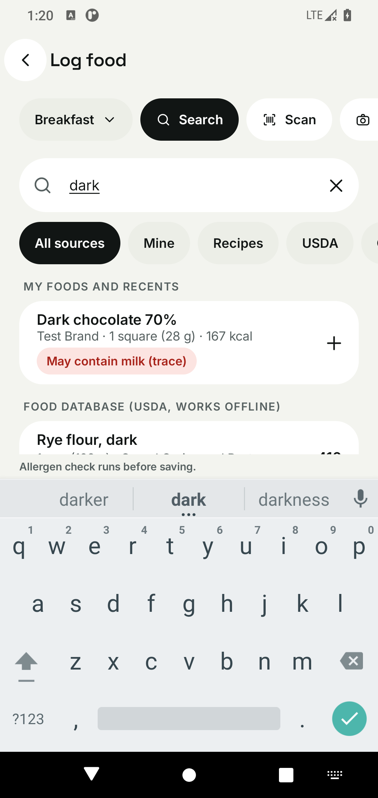 1:20
LTE
Log food
Breakfast
Search
Scan
dark
All sources
Mine
Recipes
USDA
MY FOODS AND RECENTS
Dark chocolate 70%
Test Brand · 1 square (28 g) · 167 kcal
May contain milk (trace)
FOOD DATABASE (USDA, WORKS OFFLINE)
Rye flour, dark
Allergen check runs before saving.
darker dark darkness
1 2 3 4 5 6 7 8 9 0
q w e r t y u i o p
a s d f g h j k l
z x c v b n m
?123 , .